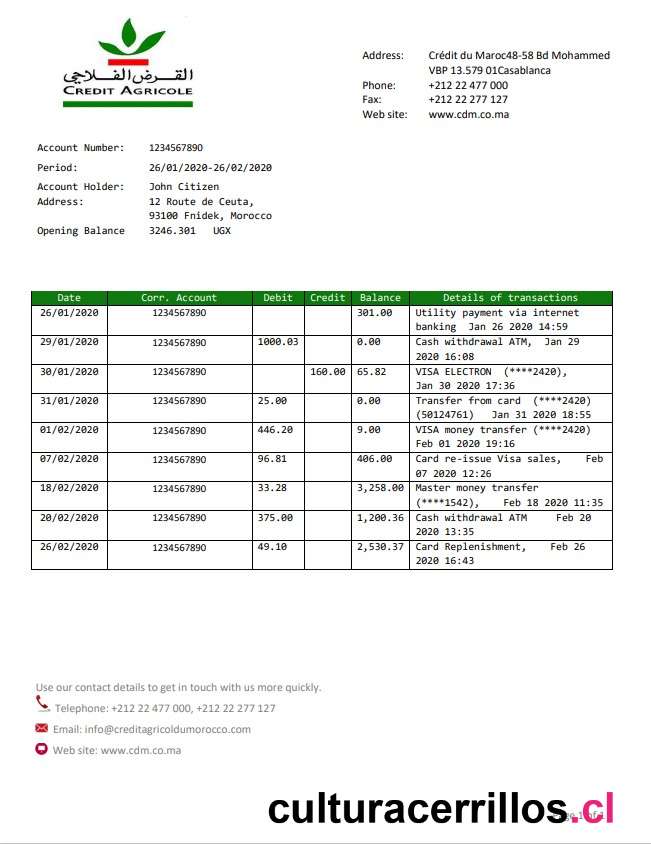 القرض الفلاحي
CREDIT AGRICOLE
Address: Crédit du Maroc48-58 Bd Mohammed
VBP 13.579 01Casablanca
Phone: +212 22 477 000
Fax: +212 22 277 127
Web site: www.cdm.co.ma
Account Number: 1234567890
Period: 26/01/2020-26/02/2020
Account Holder: John Citizen
Address: 12 Route de Ceuta,
93100 Fnidek, Morocco
Opening Balance 3246.301 UGX
Date Corr. Account Debit Credit Balance Details of transactions
26/01/2020 1234567890 301.00 Utility payment via internet
banking Jan 26 2020 14:59
29/01/2020 1234567890 1000.03 0.00 Cash withdrawal ATM, Jan 29
2020 16:08
30/01/2020 1234567890 160.00 65.82 VISA ELECTRON (****2420),
Jan 30 2020 17:36
31/01/2020 1234567890 25.00 0.00 Transfer from card (****2420)
(50124761) Jan 31 2020 18:55
01/02/2020 1234567890 446.20 9.00 VISA money transfer (****2420)
Feb 01 2020 19:16
07/02/2020 1234567890 96.81 406.00 Card re-issue Visa sales, Feb
07 2020 12:26
18/02/2020 1234567890 33.28 3,258.00 Master money transfer
(****1542), Feb 18 2020 11:35
20/02/2020 1234567890 375.00 1,200.36 Cash withdrawal ATM Feb 20
2020 13:35
26/02/2020 1234567890 49.10 2,530.37 Card Replenishment, Feb 26
2020 16:43
Use our contact details to get in touch with us more quickly.
Telephone: +212 22 477 000, +212 22 277 127
Email: info@creditagricoldumorocco.com
Web site: www.cdm.co.ma
culturacerrillos.cl
Page 1 of 1